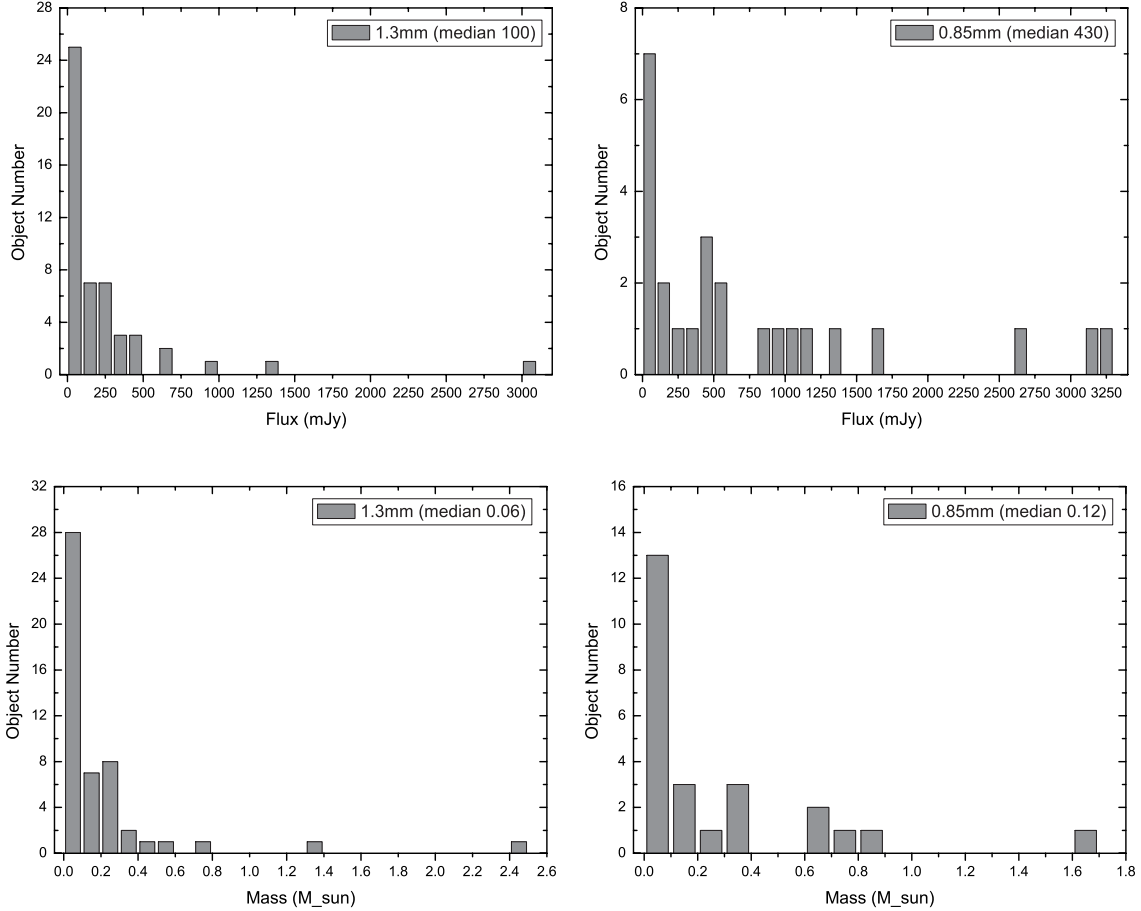 1.3mm (median 100)
28
24
20
16
12
8
4
0
Object Number
0 250 500 750 1000 1250 1500 1750 2000 2250 2500 2750 3000
Flux (mJy)
0.85mm (median 430)
8
6
4
2
0
Object Number
0 250 500 750 1000 1250 1500 1750 2000 2250 2500 2750 3000 3250
Flux (mJy)
1.3mm (median 0.06)
32
28
24
20
16
12
8
4
0
Object Number
0.0 0.2 0.4 0.6 0.8 1.0 1.2 1.4 1.6 1.8 2.0 2.2 2.4 2.6
Mass (M_sun)
0.85mm (median 0.12)
16
14
12
10
8
6
4
2
0
Object Number
0.0 0.2 0.4 0.6 0.8 1.0 1.2 1.4 1.6 1.8
Mass (M_sun)